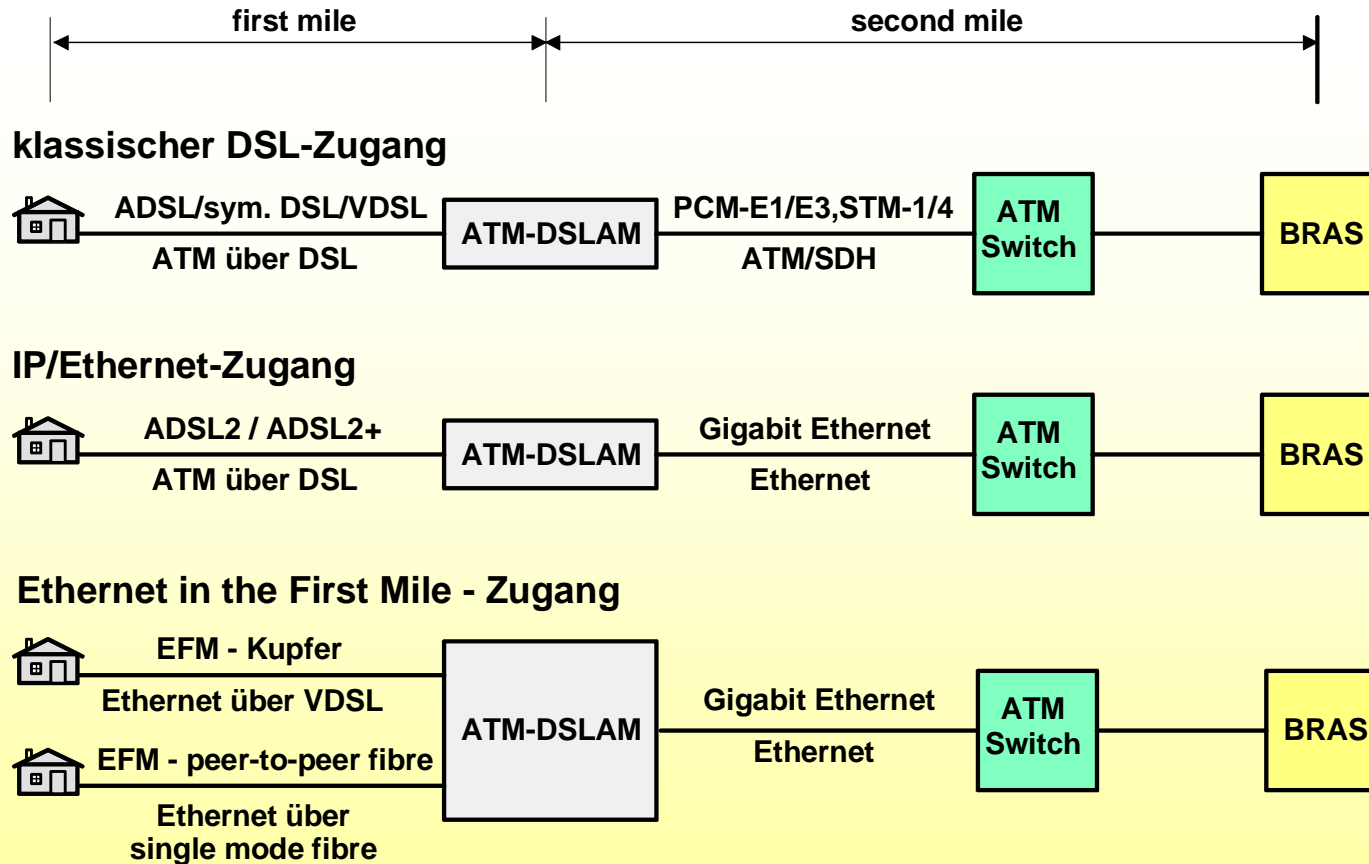 first mile
second mile
klassischer DSL-Zugang
ADSL/sym. DSL/VDSL
ATM über DSL
ATM-DSLAM
PCM-E1/E3,STM-1/4
ATM/SDH
ATM
Switch
BRAS
IP/Ethernet-Zugang
ADSL2 / ADSL2+
ATM über DSL
ATM-DSLAM
Gigabit Ethernet
Ethernet
ATM
Switch
BRAS
Ethernet in the First Mile - Zugang
EFM - Kupfer
Ethernet über VDSL
EFM - peer-to-peer fibre
Ethernet über
single mode fibre
ATM-DSLAM
Gigabit Ethernet
Ethernet
ATM
Switch
BRAS